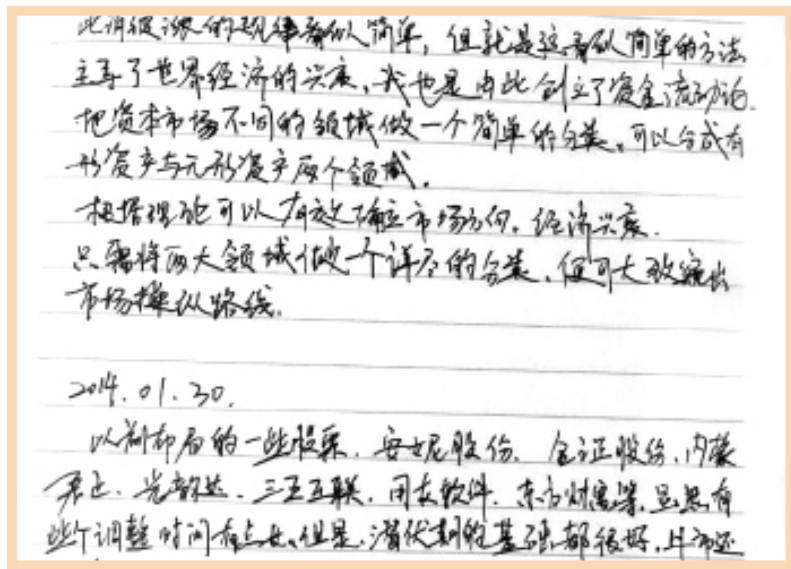 此消彼涨的规律看似简单，但就是这看似简单的方法
主导了世界经济的兴衰，我也是由此创立了资金流动论.
把资本市场不同的领域做一个简单的分类，可以合成有
形资产与无形资产两个领域.
根据理论可以有效确立市场方向，经济兴衰.
只需将两大领域做一个详尽的分类，便可大致编出
市场操纵路线.
2014.01.30.
以前布局的一些股票，安妮股份、金证股份、内蒙
君正、光韵达、三五互联、用友软件、东方财富等，虽然有
些个调整时间有点长，但是，潜伏期的基础都很好，且